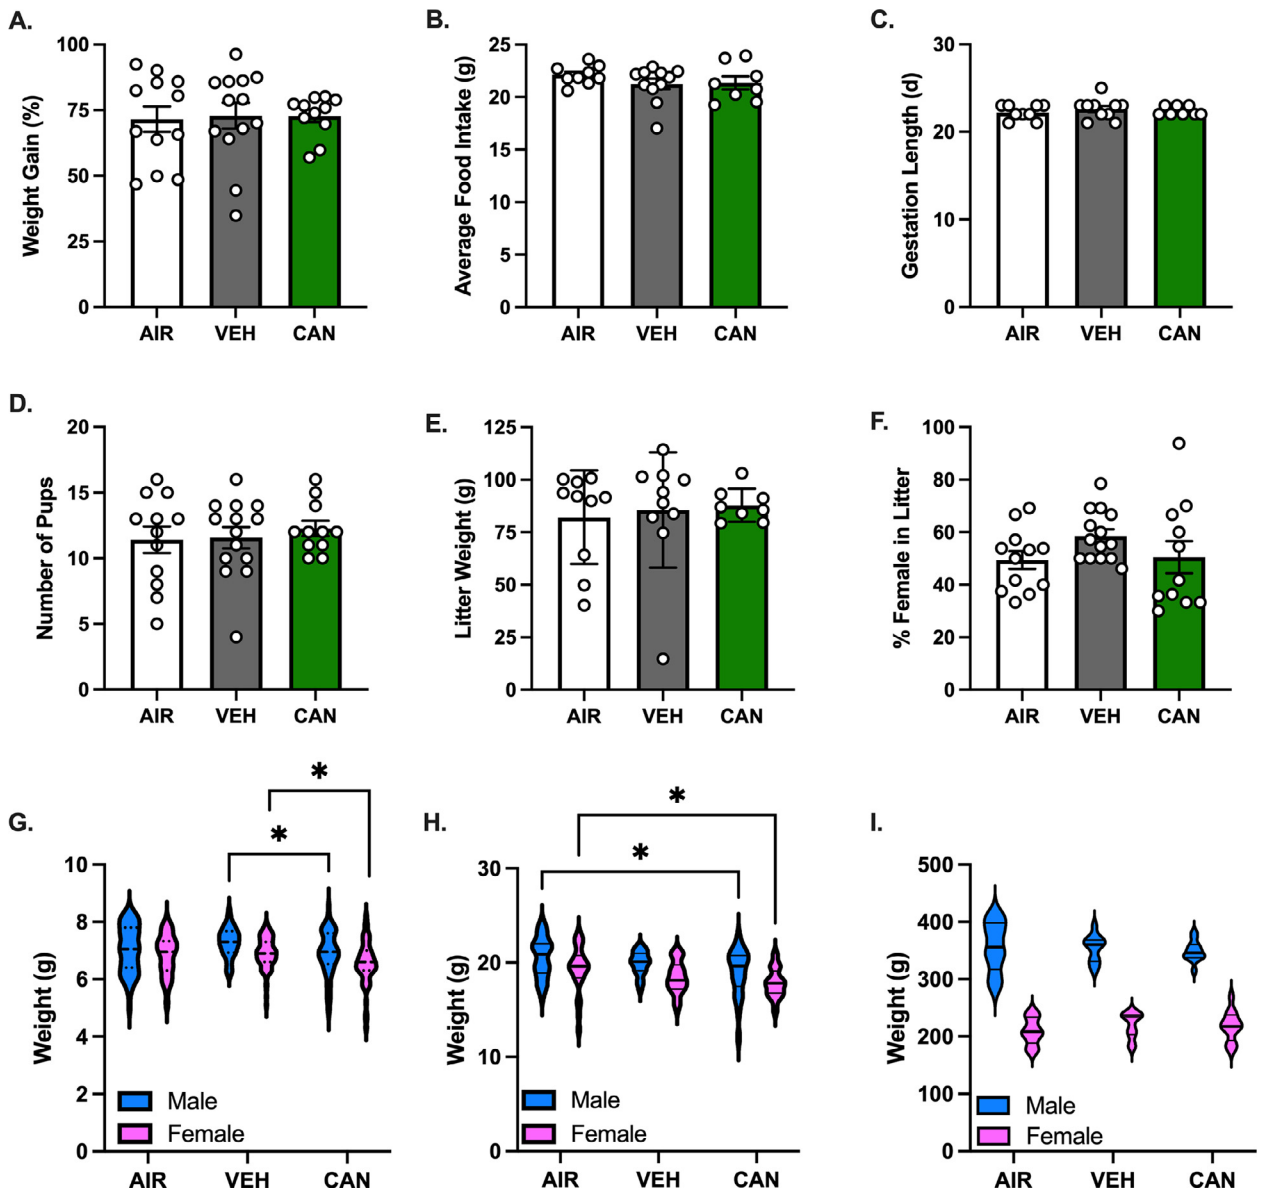 A.
Weight Gain (%)
100
75
50
25
0
AIR VEH CAN
B.
Average Food Intake (g)
25
20
15
10
5
0
AIR VEH CAN
C.
Gestation Length (d)
30
20
10
0
AIR VEH CAN
D.
Number of Pups
20
15
10
5
0
AIR VEH CAN
E.
Litter Weight (g)
125
100
75
50
25
0
AIR VEH CAN
F.
% Female in Litter
100
80
60
40
20
0
AIR VEH CAN
G.
Weight (g)
*
*
10
8
6
4
2
0
Male
Female
AIR VEH CAN
H.
Weight (g)
*
*
30
20
10
0
Male
Female
AIR VEH CAN
I.
Weight (g)
500
400
300
200
100
0
Male
Female
AIR VEH CAN